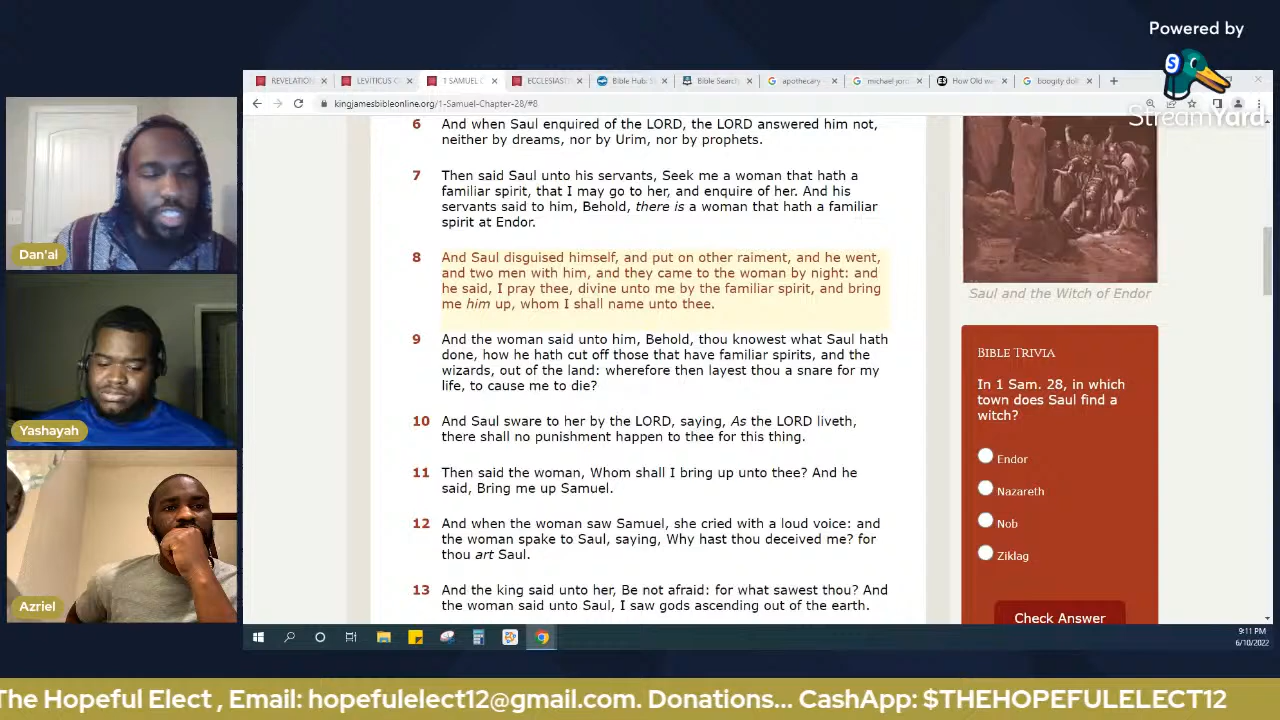 Powered by
StreamYard
REVELATION
LEVITICUS C
1 SAMUEL C
ECCLESIAST
Bible Hub: S
Bible Search
apothecary -
michael jor
How Old w
boogity do
kingjamesbibleonline.org/1-Samuel-Chapter-28/#8
6 And when Saul enquired of the LORD, the LORD answered him not,
neither by dreams, nor by Urim, nor by prophets.
7 Then said Saul unto his servants, Seek me a woman that hath a
familiar spirit, that I may go to her, and enquire of her. And his
servants said to him, Behold, there is a woman that hath a familiar
spirit at Endor.
8 And Saul disguised himself, and put on other raiment, and he went,
and two men with him, and they came to the woman by night: and
he said, I pray thee, divine unto me by the familiar spirit, and bring
me him up, whom I shall name unto thee.
9 And the woman said unto him, Behold, thou knowest what Saul hath
done, how he hath cut off those that have familiar spirits, and the
wizards, out of the land: wherefore then layest thou a snare for my
life, to cause me to die?
10 And Saul sware to her by the LORD, saying, As the LORD liveth,
there shall no punishment happen to thee for this thing.
11 Then said the woman, Whom shall I bring up unto thee? And he
said, Bring me up Samuel.
12 And when the woman saw Samuel, she cried with a loud voice: and
the woman spake to Saul, saying, Why hast thou deceived me? for
thou art Saul.
13 And the king said unto her, Be not afraid: for what sawest thou? And
the woman said unto Saul, I saw gods ascending out of the earth.
Saul and the Witch of Endor
BIBLE TRIVIA
In 1 Sam. 28, in which
town does Saul find a
witch?
Endor
Nazareth
Nob
Ziklag
Check Answer
Dan'al
Yashayah
Azriel
9:11 PM
6/10/2022
The Hopeful Elect , Email: hopefulelect12@gmail.com. Donations... CashApp: $THEHOPEFULELECT12